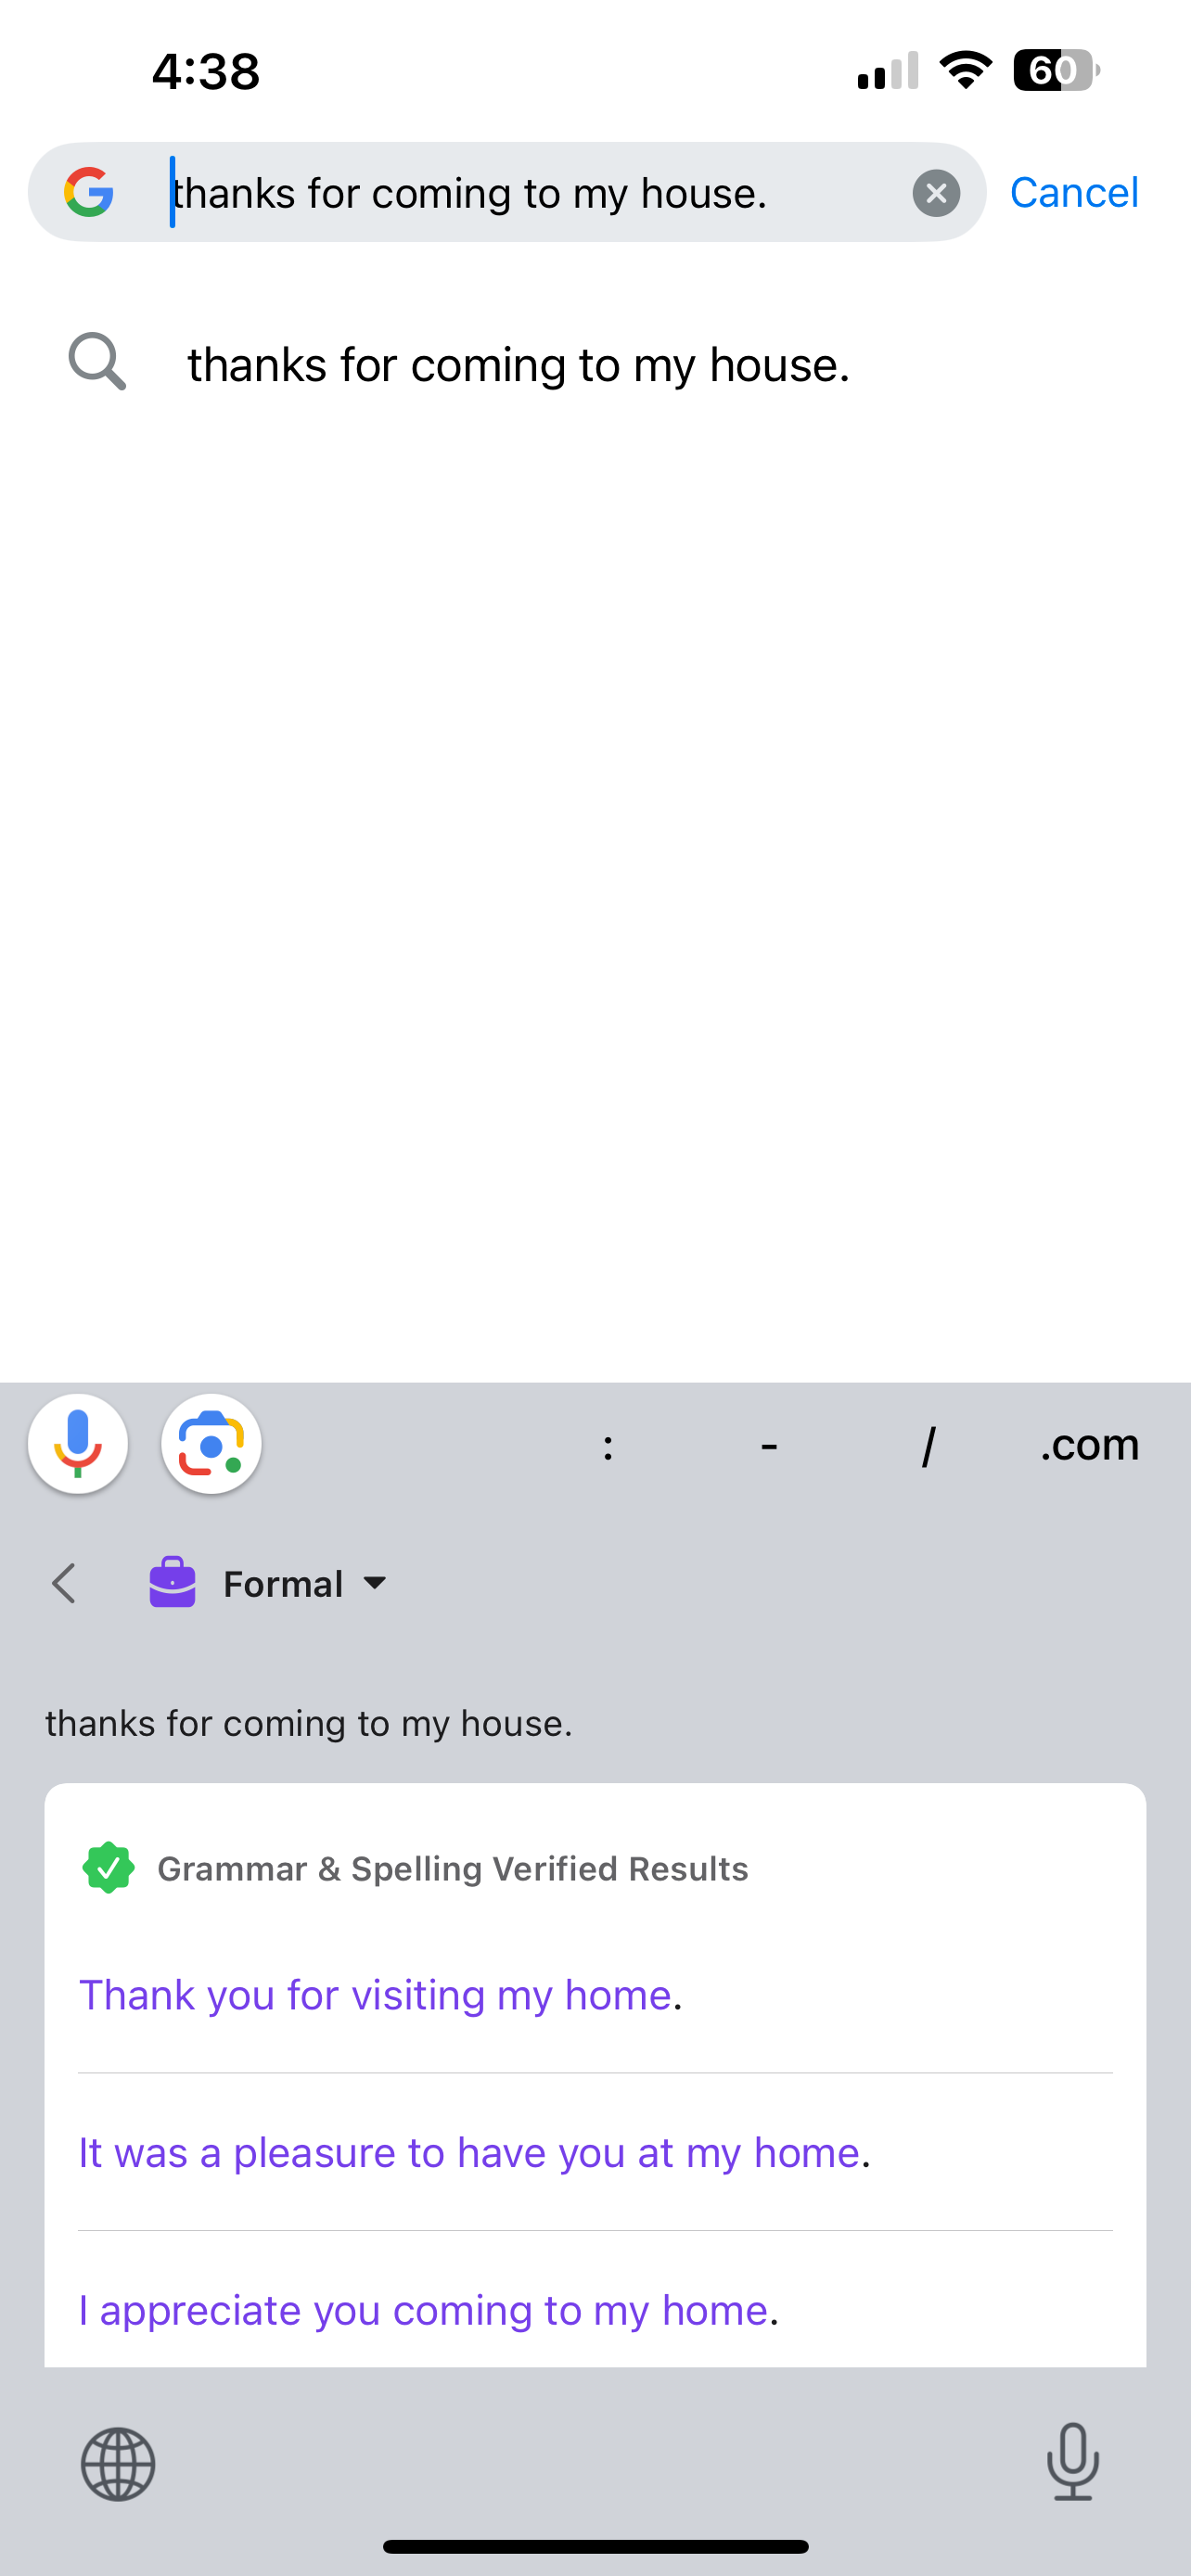 4:38
60
thanks for coming to my house.
Cancel
thanks for coming to my house.
: - / .com
Formal
thanks for coming to my house.
Grammar & Spelling Verified Results
Thank you for visiting my home.
It was a pleasure to have you at my home.
I appreciate you coming to my home.